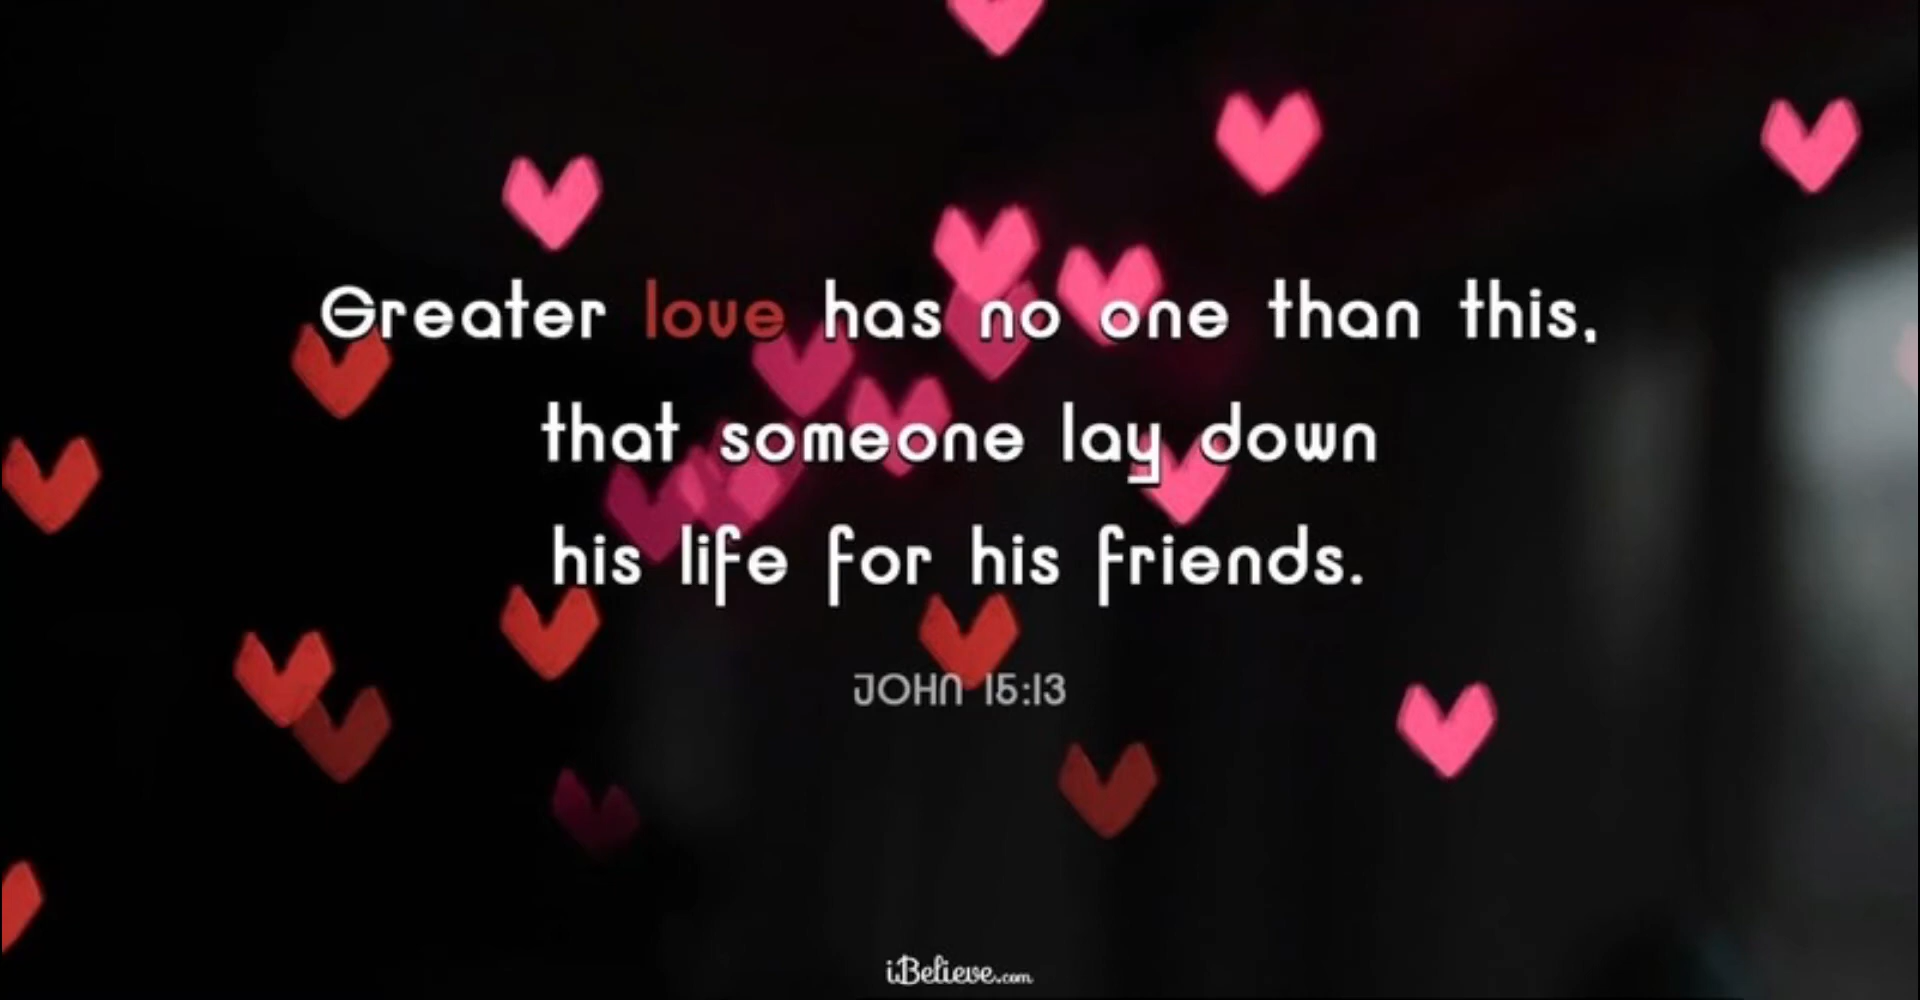 Greater love has no one than this,
that someone lay down
his life for his friends.
JOHN 15:13
iBelieve.com